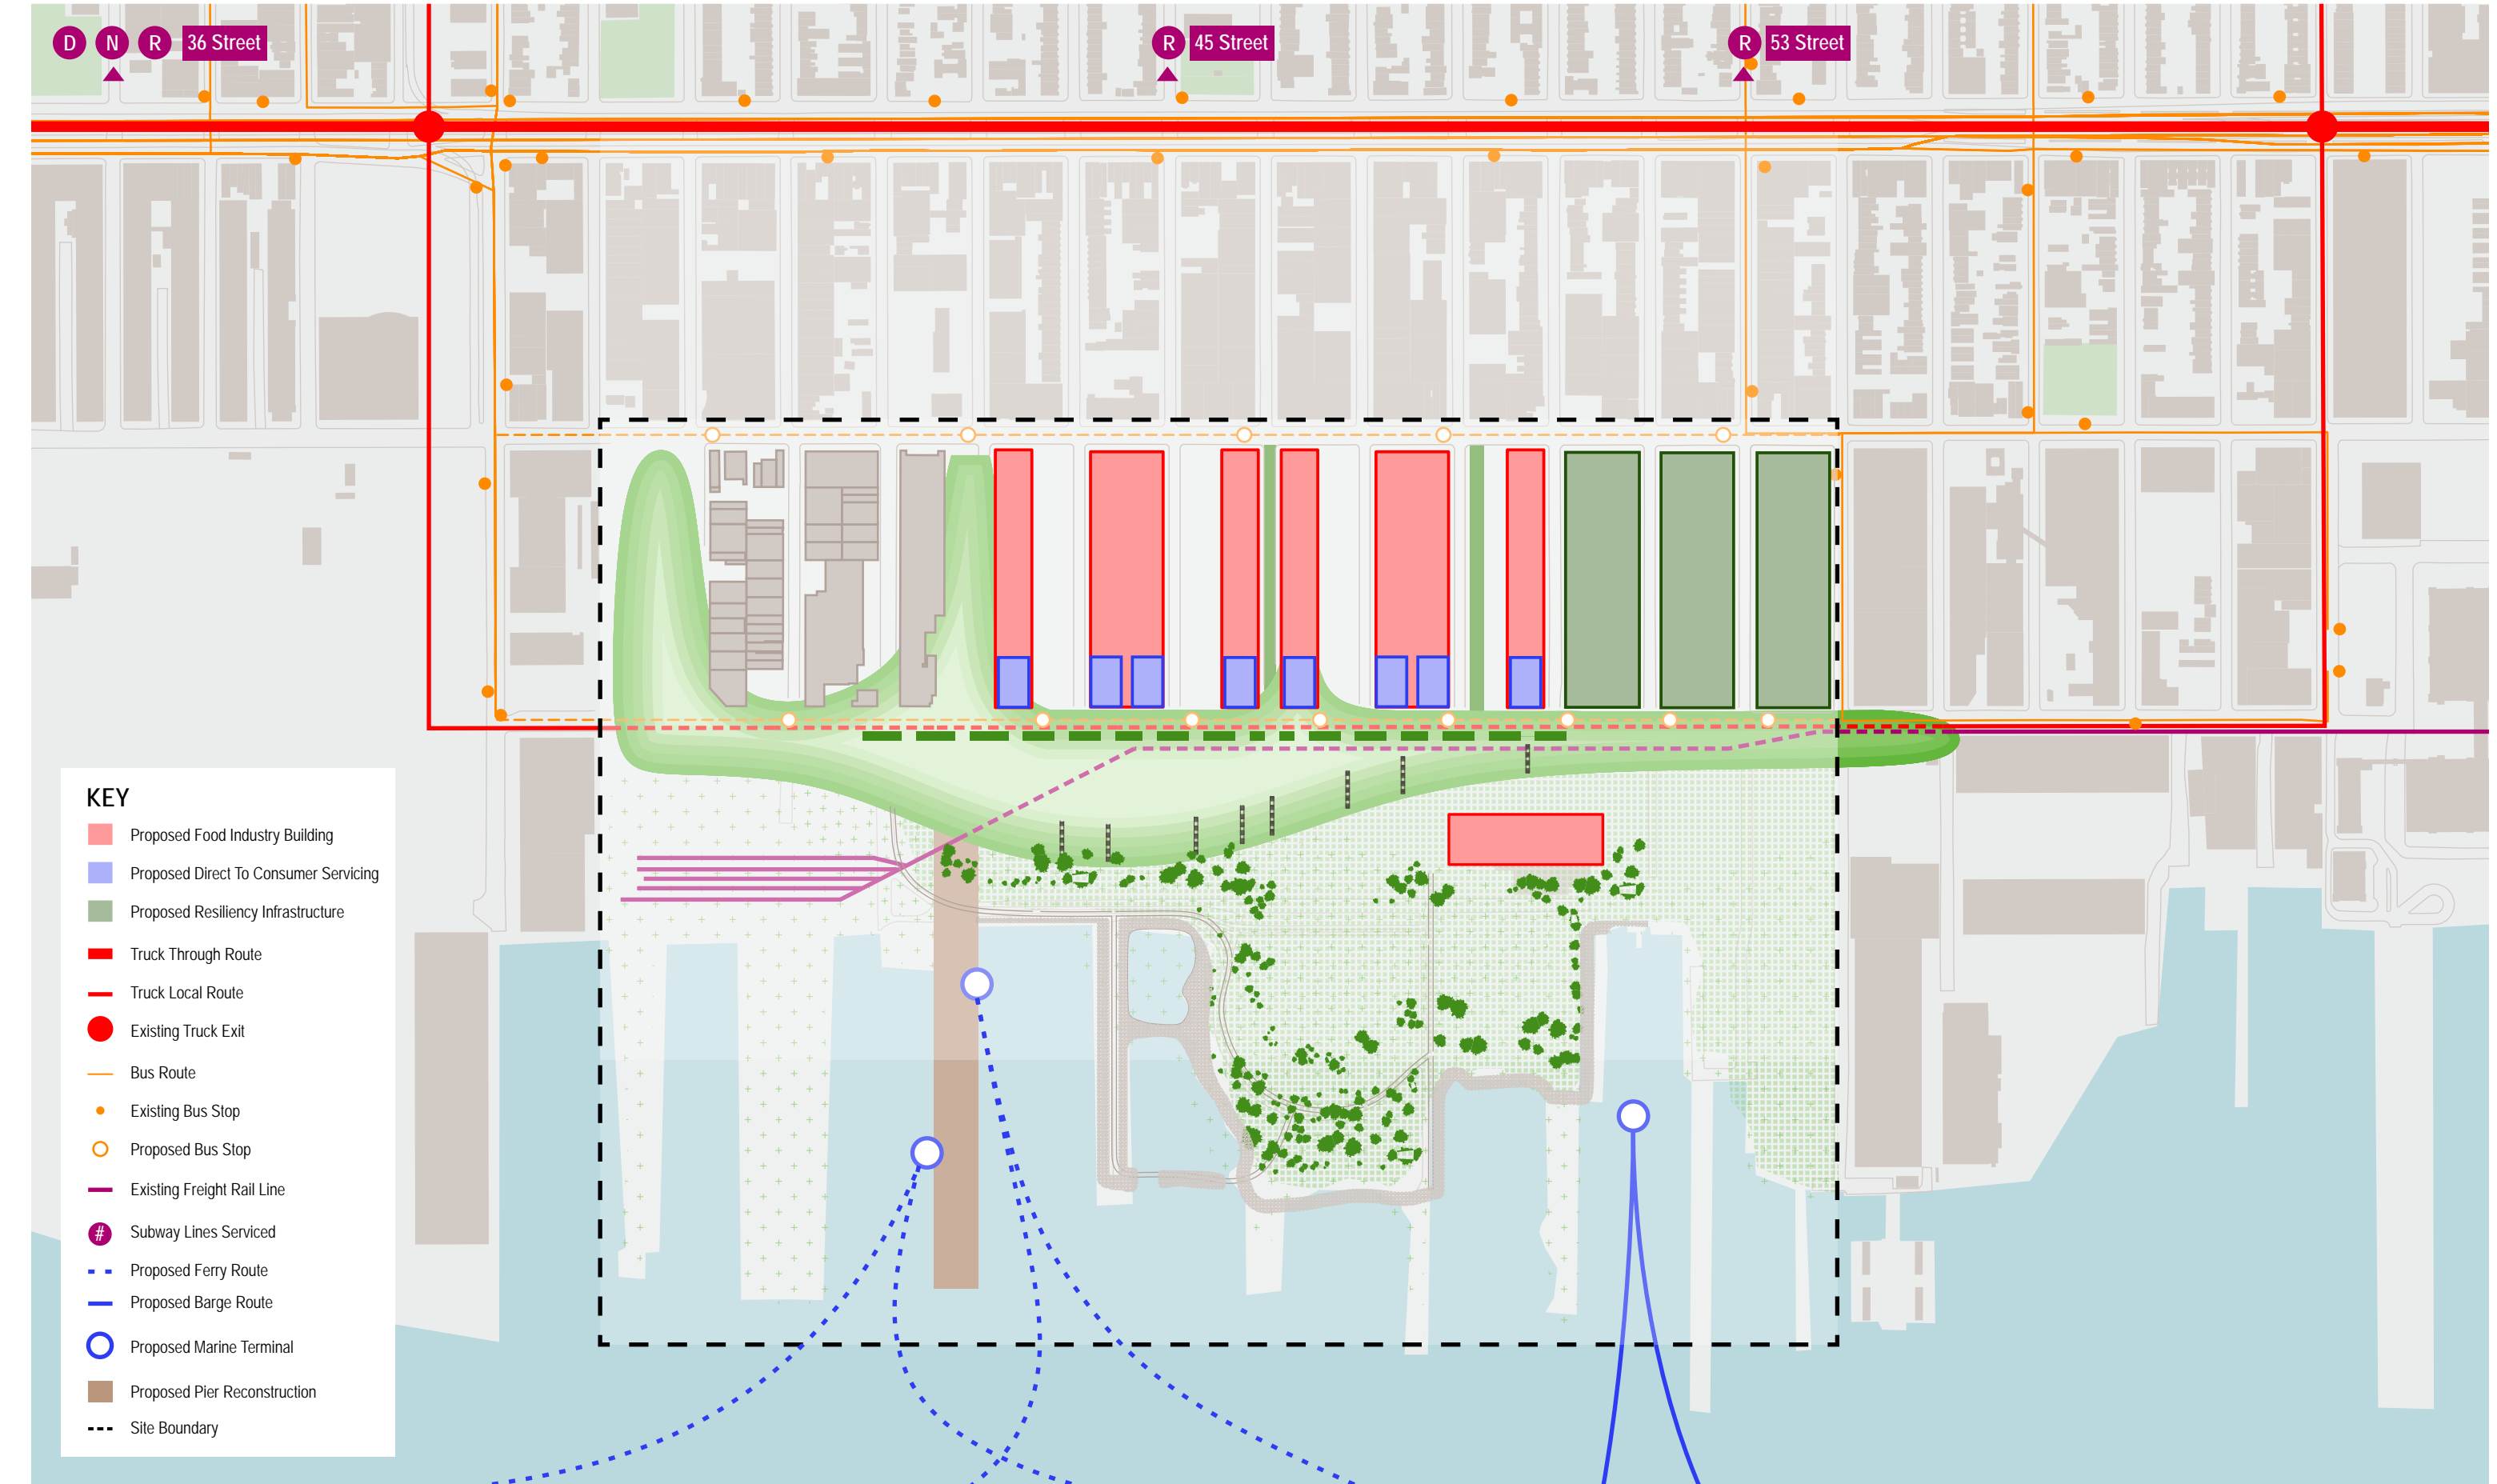 D N R 36 Street
R 45 Street
R 53 Street
KEY
Proposed Food Industry Building
Proposed Direct To Consumer Servicing
Proposed Resiliency Infrastructure
Truck Through Route
Truck Local Route
Existing Truck Exit
Bus Route
Existing Bus Stop
Proposed Bus Stop
Existing Freight Rail Line
# Subway Lines Serviced
Proposed Ferry Route
Proposed Barge Route
Proposed Marine Terminal
Proposed Pier Reconstruction
Site Boundary